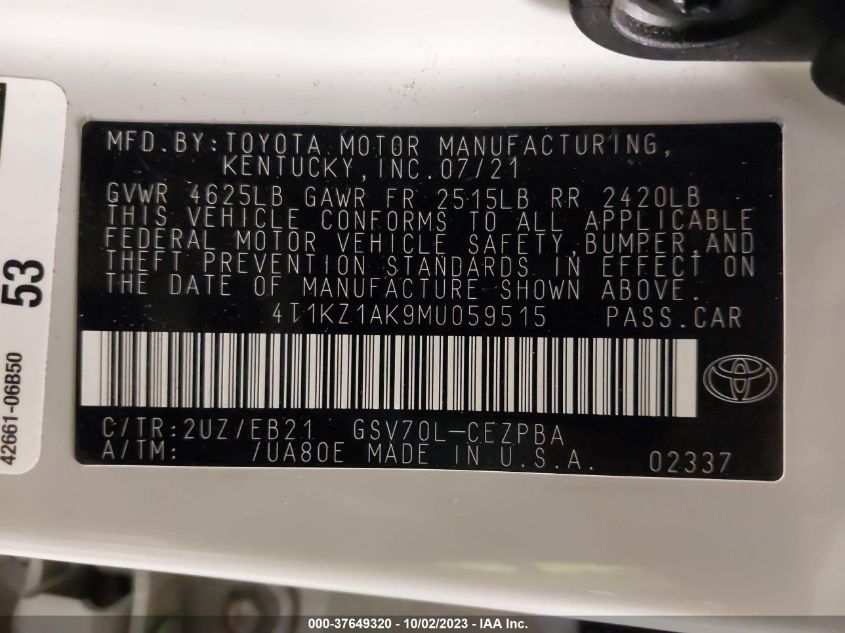 MFD.BY:TOYOTA MOTOR MANUFACTURING,
KENTUCKY,INC.07/21
GVWR 4625LB GAWR FR 2515LB RR 2420LB
THIS VEHICLE CONFORMS TO ALL APPLICABLE
FEDERAL MOTOR VEHICLE SAFETY,BUMPER,AND
THEFT PREVENTION STANDARDS IN EFFECT ON
THE DATE OF MANUFACTURE SHOWN ABOVE.
4T1KZ1AK9MU059515 PASS.CAR
C/TR:2UZ/EB21 GSV70L-CEZPBA
A/TM: /UA80E MADE IN U.S.A. 02337
53
42661-06B50
000-37649320 - 10/02/2023 - IAA Inc.